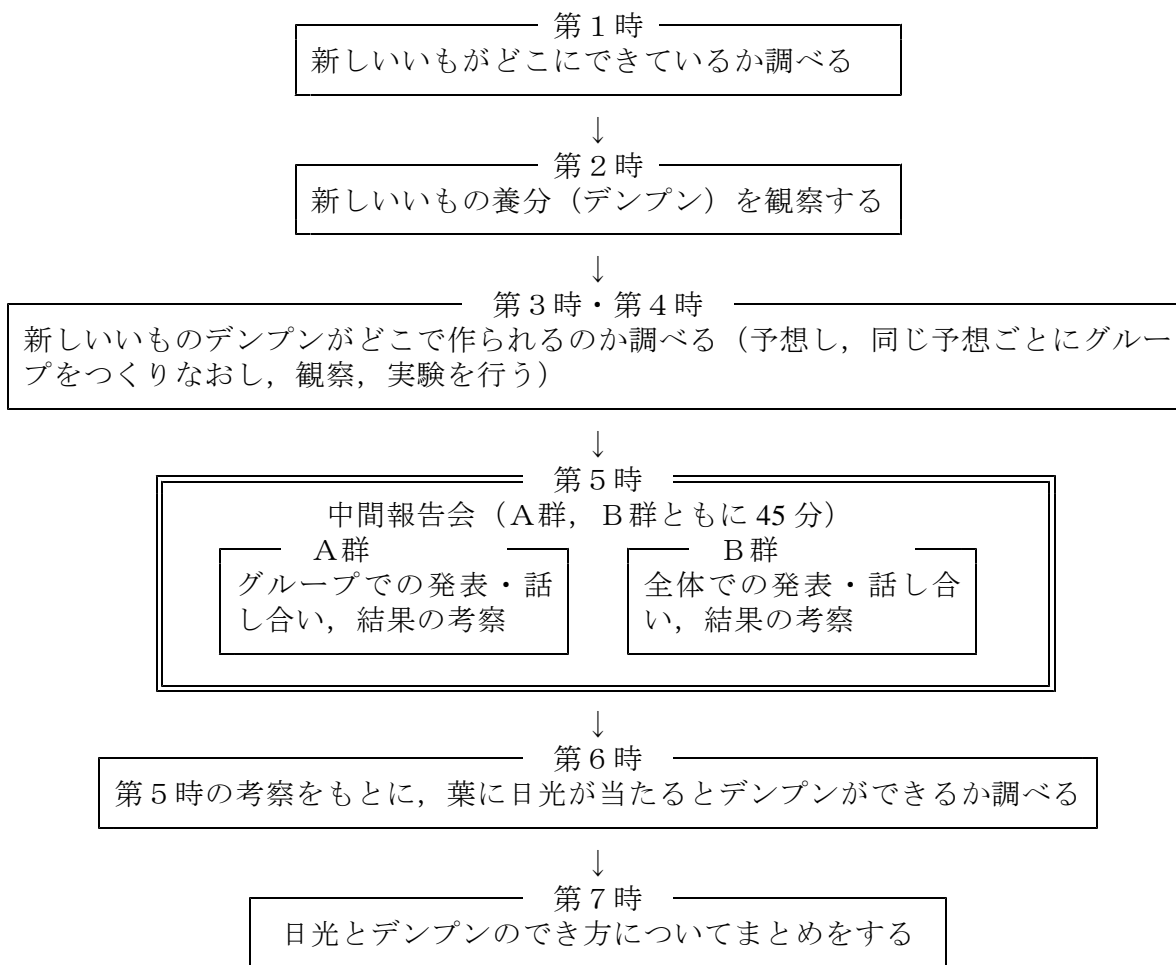 第１時
新しいいもがどこにできているか調べる
↓
第２時
新しいいもの養分（デンプン）を観察する
↓
第３時・第４時
新しいいものデンプンがどこで作られるのか調べる（予想し，同じ予想ごとにグルー
プをつくりなおし，観察，実験を行う）
↓
第５時
中間報告会（Ａ群，Ｂ群ともに 45 分）
Ａ群
グループでの発表・話
し合い，結果の考察
Ｂ群
全体での発表・話し合
い，結果の考察
↓
第６時
第５時の考察をもとに，葉に日光が当たるとデンプンができるか調べる
↓
第７時
日光とデンプンのでき方についてまとめをする